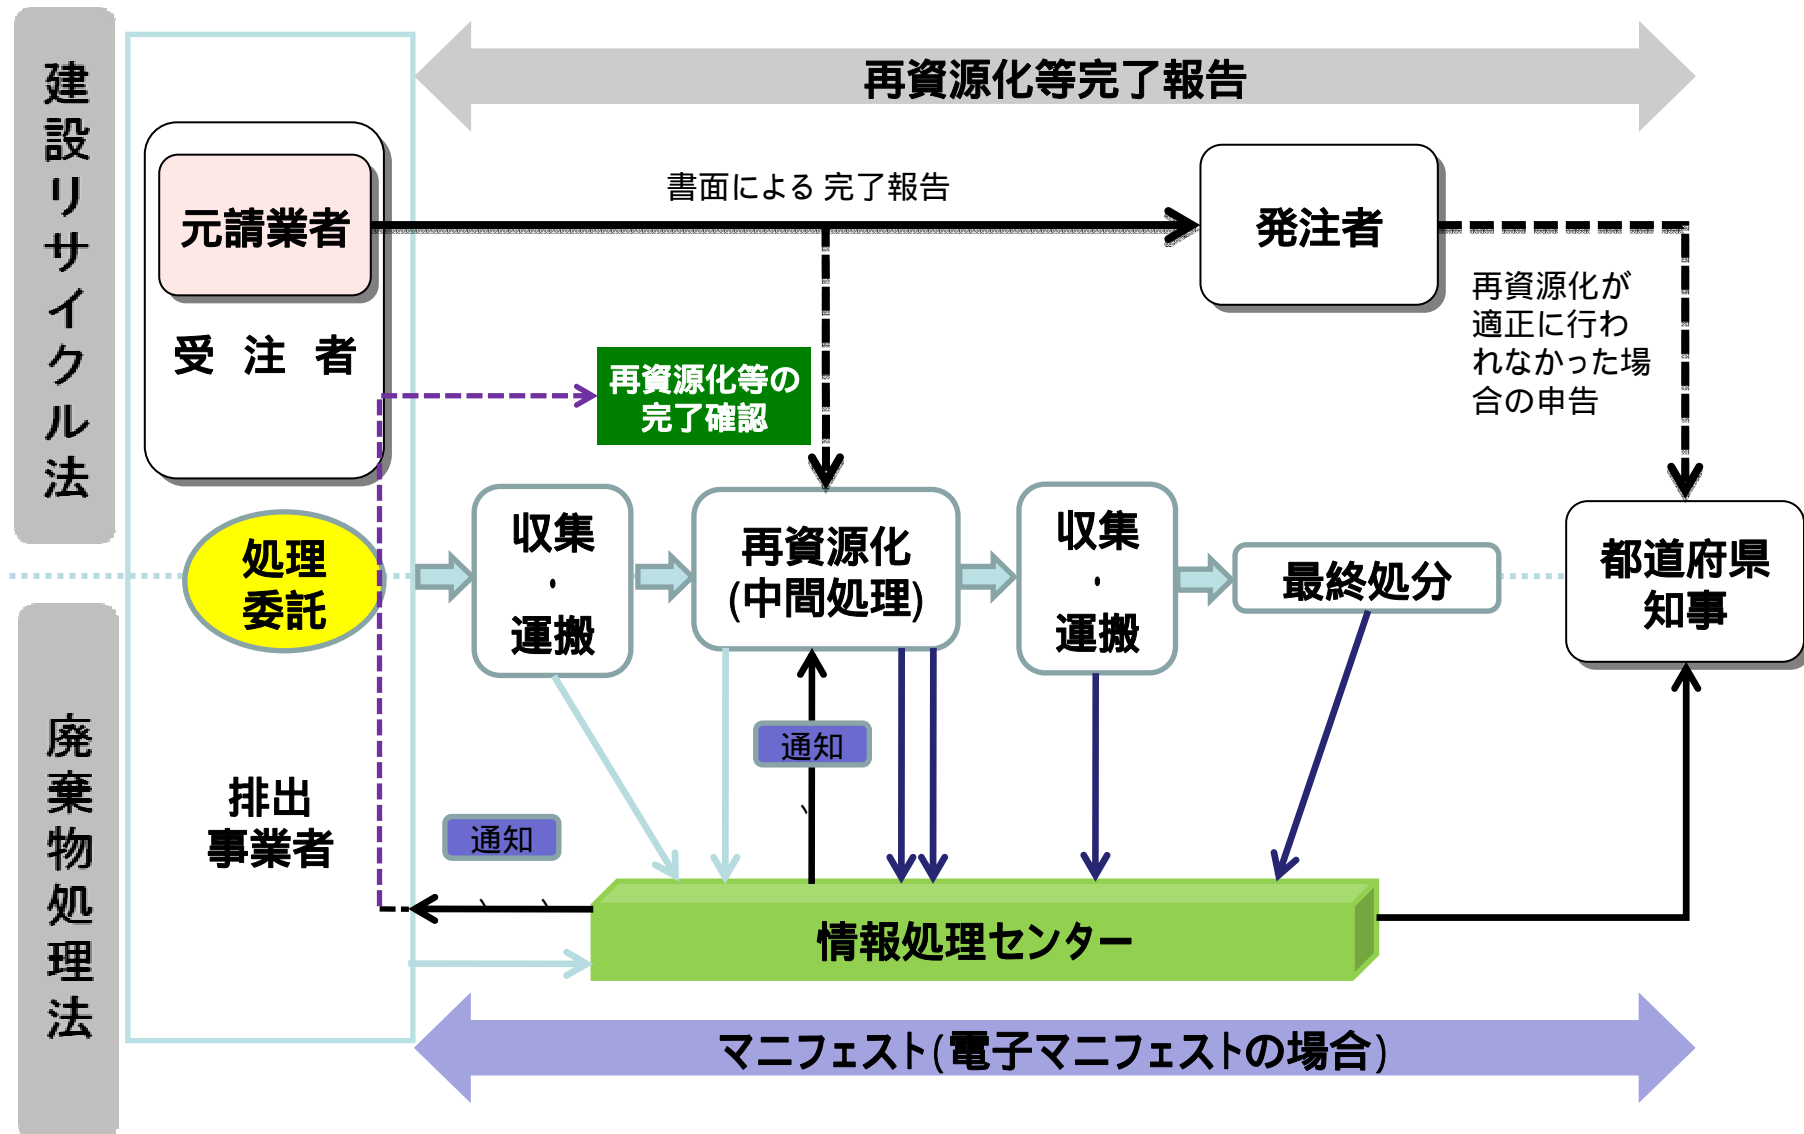 建設リサイクル法
再資源化等完了報告
書面による 完了報告
元請業者
発注者
受 注 者
再資源化が
適正に行わ
れなかった場
合の申告
再資源化等の
完了確認
処理
委託
収集
・
運搬
再資源化
(中間処理)
収集
・
運搬
最終処分
都道府県
知事
廃棄物処理法
排出
事業者
通知
通知
、
、 、
情報処理センター
マニフェスト(電子マニフェストの場合)